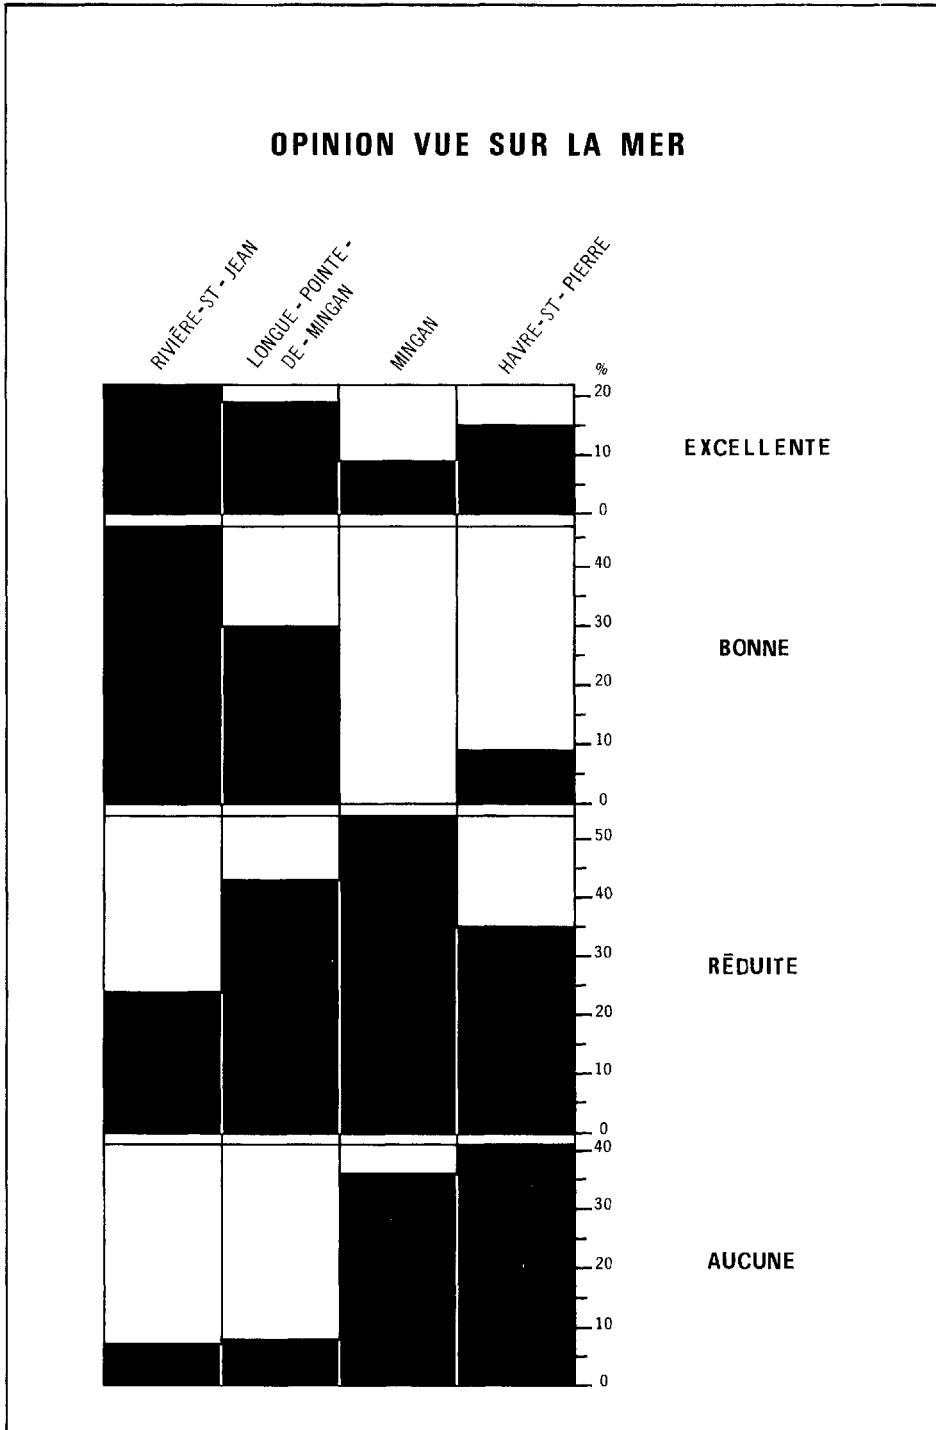 OPINION VUE SUR LA MER
RIVIÈRE-ST-JEAN
LONGUE-POINTE-
DE-MINGAN
MINGAN
HAVRE-ST-PIERRE
%
20
10
0
EXCELLENTE
40
30
20
10
0
BONNE
50
40
30
20
10
0
RÉDUITE
40
30
20
10
0
AUCUNE